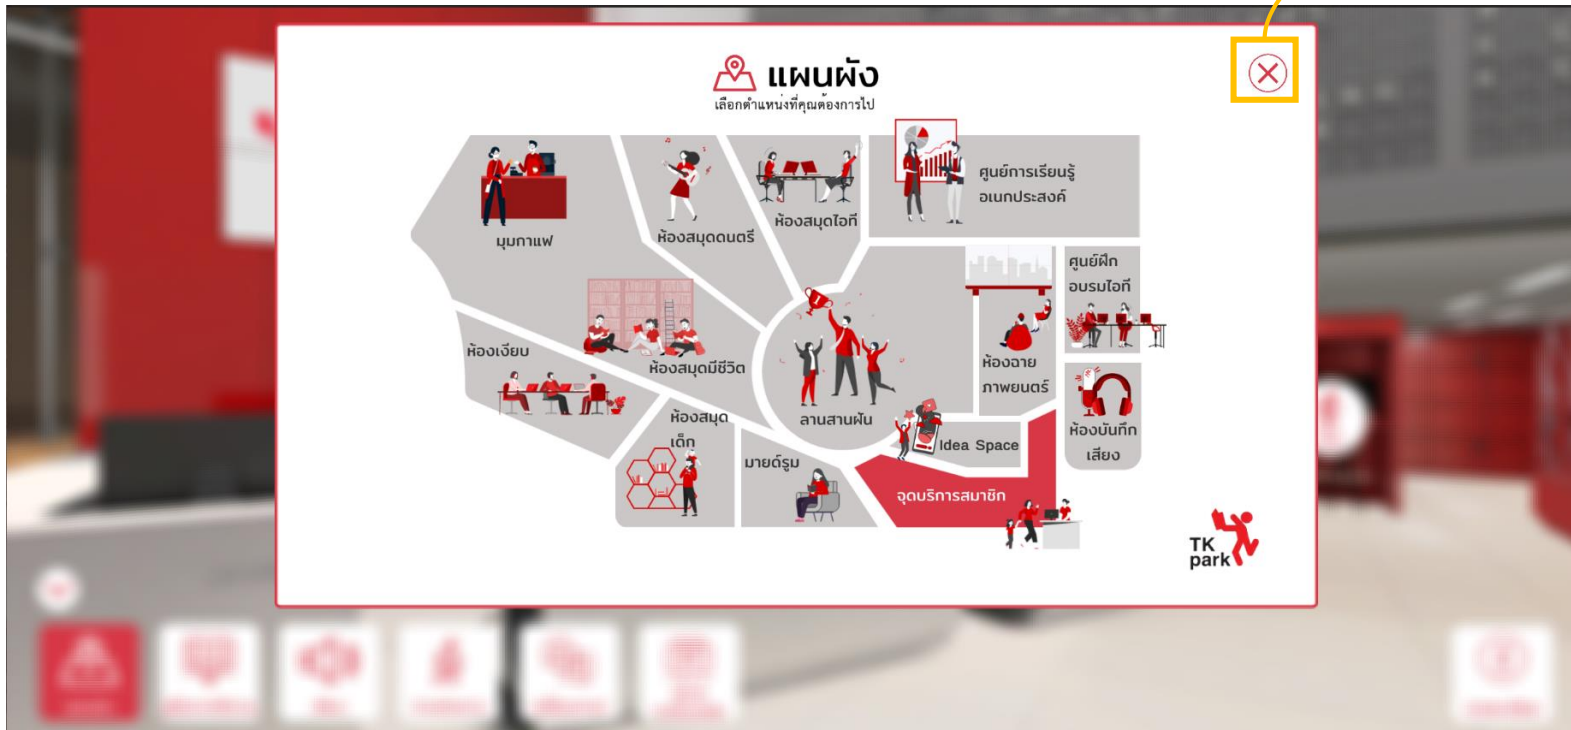 แผนผัง
เลือกตำแหน่งที่คุณต้องการไป
มุมกาแฟ
ห้องสมุดดนตรี
ห้องสมุดไอที
ศูนย์การเรียนรู้
อเนกประสงค์
ศูนย์ฝึก
อบรมไอที
ห้องเงียบ
ห้องสมุดมีชีวิต
ห้องฉาย
ภาพยนตร์
ห้องสมุด
เด็ก
ลานสานฝัน
ห้องบันทึก
เสียง
Idea Space
มายด์รูม
จุดบริการสมาชิก
TK
park